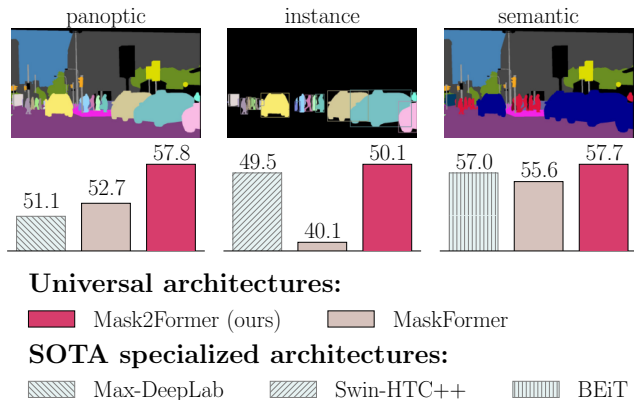 panoptic instance semantic
51.1 52.7 57.8 49.5 40.1 50.1 57.0 55.6 57.7
Universal architectures:
Mask2Former (ours) MaskFormer
SOTA specialized architectures:
Max-DeepLab Swin-HTC++ BEiT